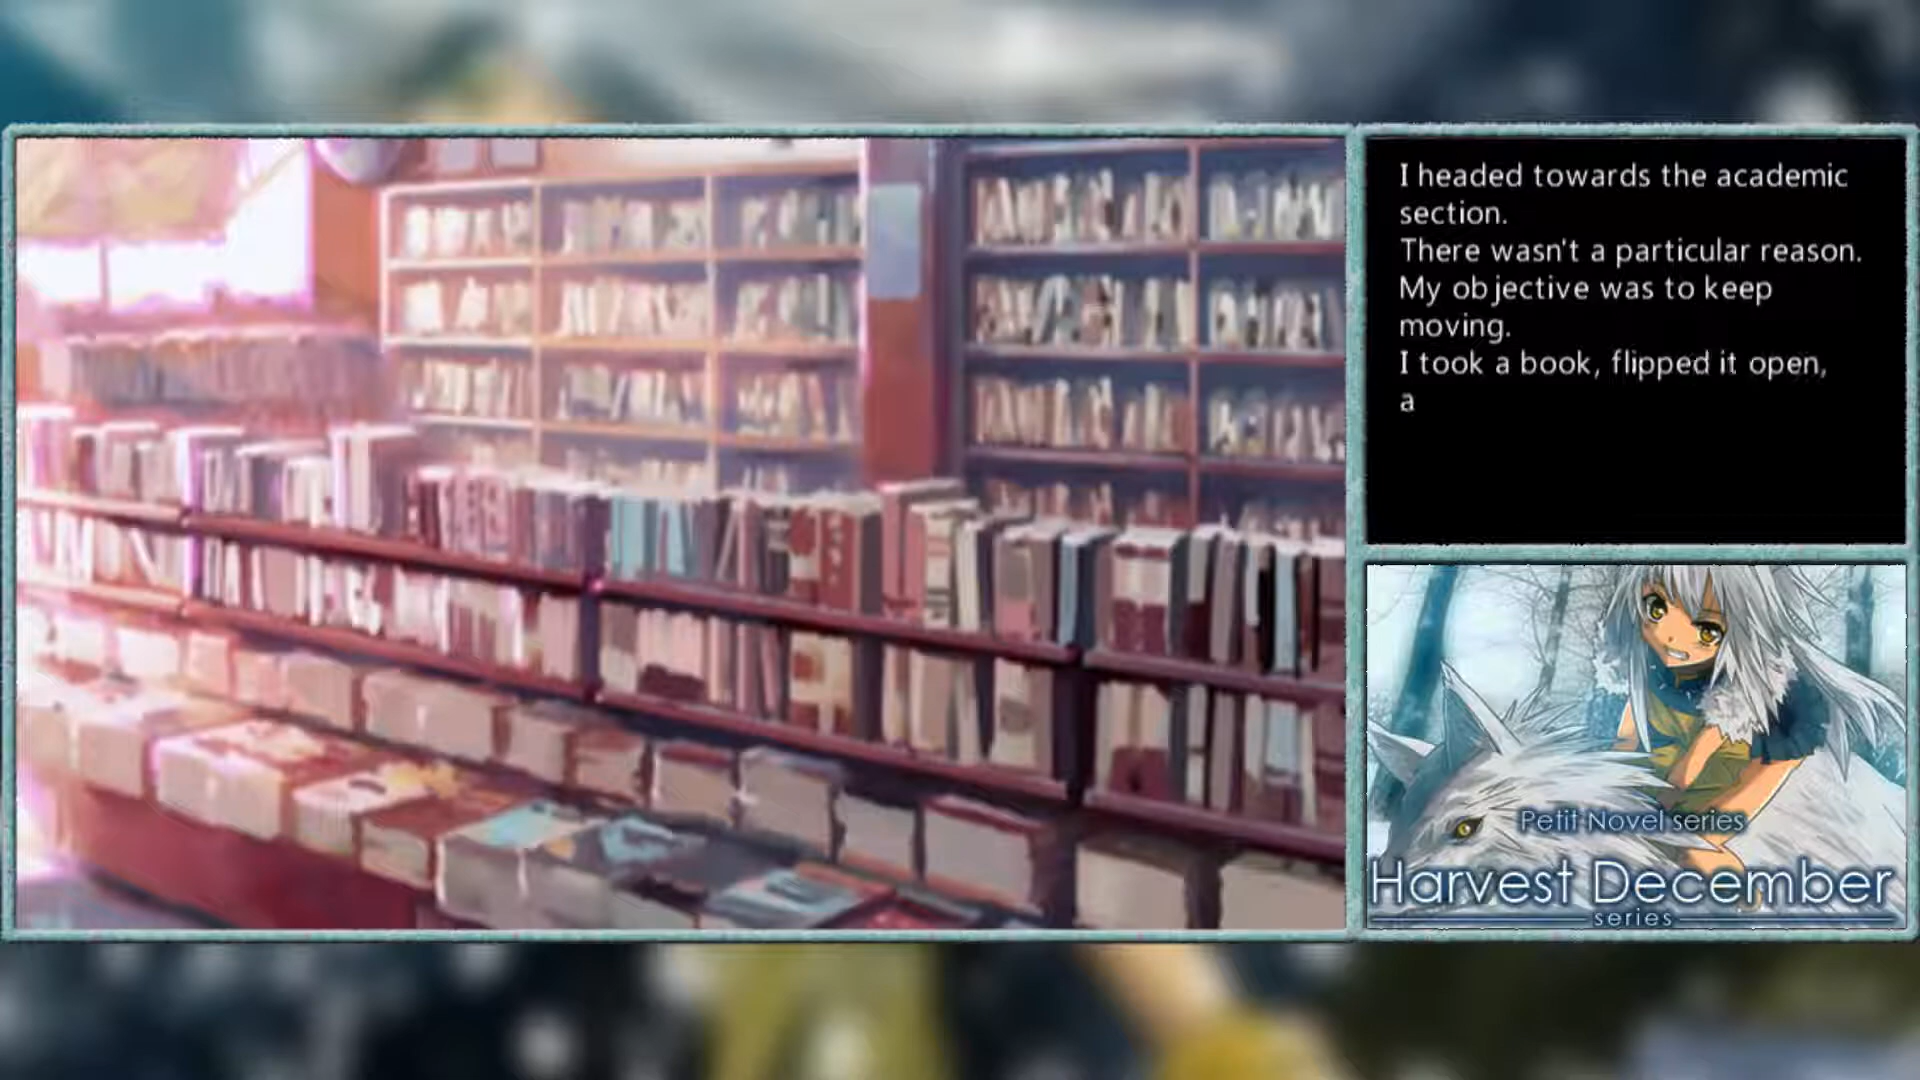 I headed towards the academic
section.
There wasn't a particular reason.
My objective was to keep
moving.
I took a book, flipped it open,
a
Petit Novel series
Harvest December
series